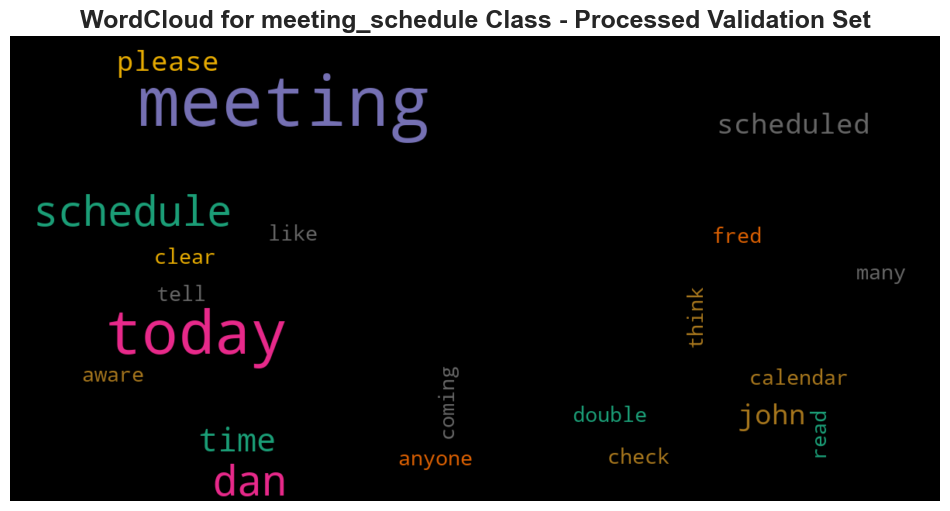 WordCloud for meeting_schedule Class - Processed Validation Set
please
meeting
scheduled
schedule
like
fred
clear
many
tell
think
today
aware
calendar
coming
double
john
read
time
anyone
check
dan